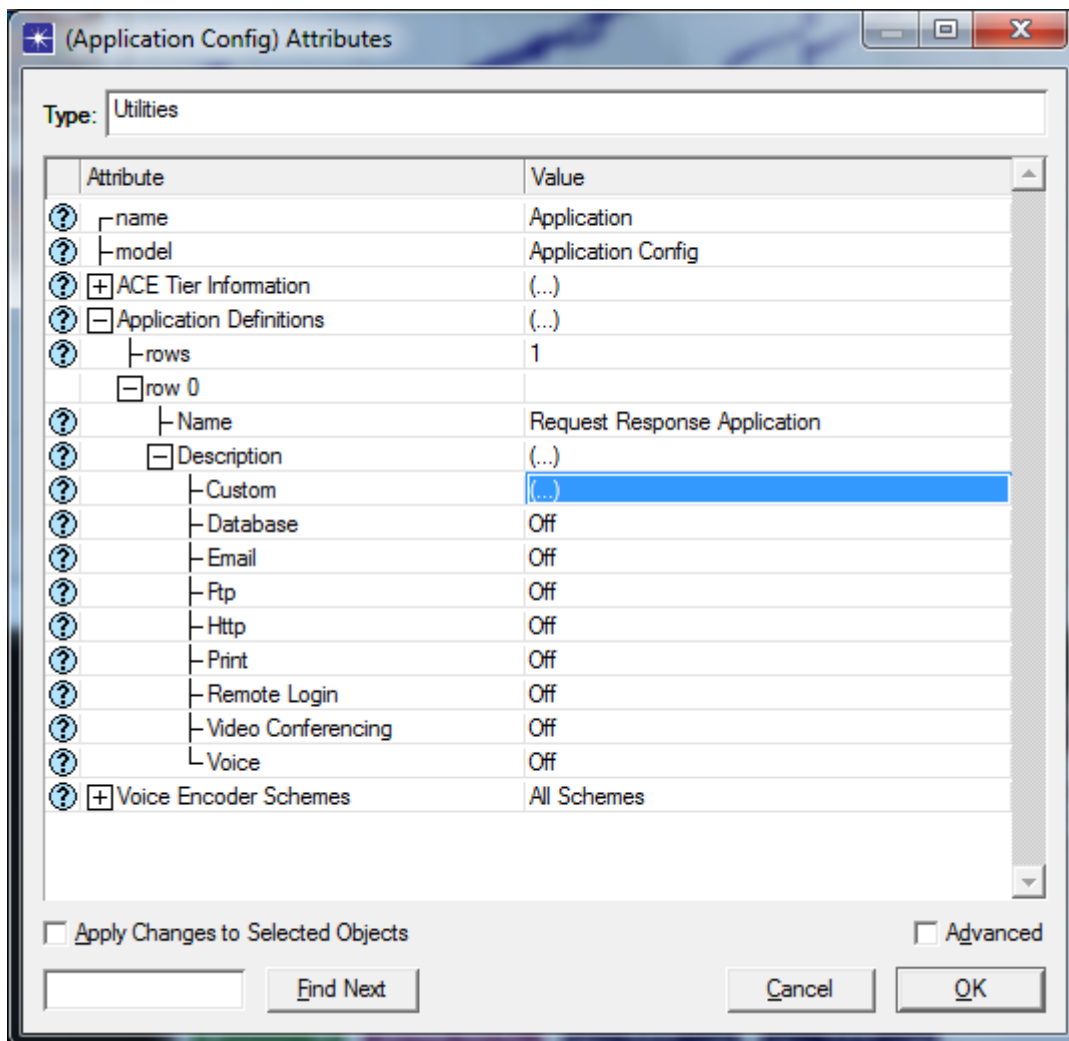 (Application Config) Attributes
Type: Utilities
Attribute Value
name Application
model Application Config
ACE Tier Information (...)
Application Definitions (...)
rows 1
row 0
Name Request Response Application
Description (...)
Custom (...)
Database Off
Email Off
Ftp Off
Http Off
Print Off
Remote Login Off
Video Conferencing Off
Voice Off
Voice Encoder Schemes All Schemes
Apply Changes to Selected Objects Advanced
Find Next Cancel OK